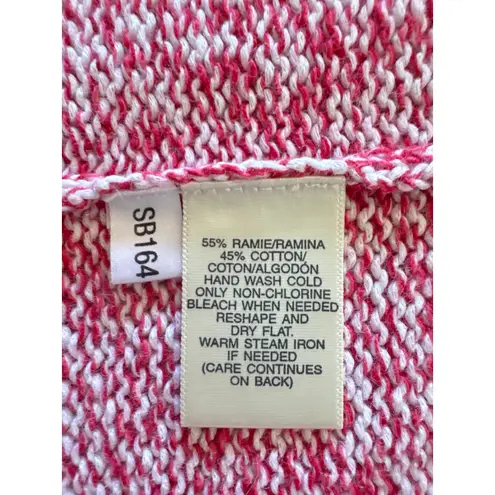 SB164
55% RAMIE/RAMINA
45% COTTON/
COTON/ALGODÓN
HAND WASH COLD
ONLY NON-CHLORINE
BLEACH WHEN NEEDED
RESHAPE AND
DRY FLAT.
WARM STEAM IRON
IF NEEDED
(CARE CONTINUES
ON BACK)